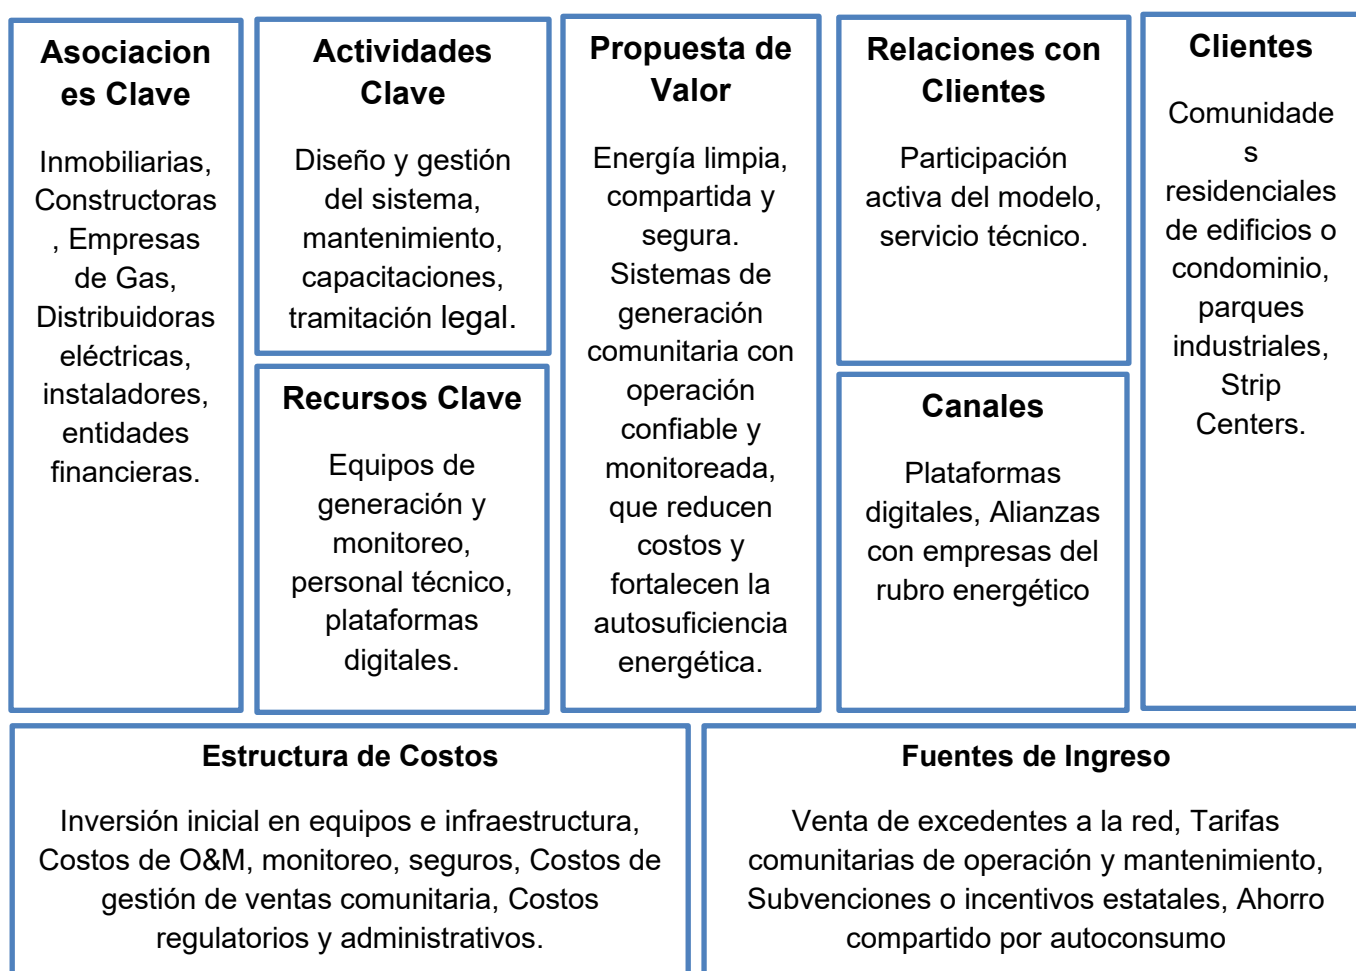 Asociacion
es Clave
Inmobiliarias,
Constructoras
, Empresas
de Gas,
Distribuidoras
eléctricas,
instaladores,
entidades
financieras.
Actividades
Clave
Diseño y gestión
del sistema,
mantenimiento,
capacitaciones,
tramitación legal.
Recursos Clave
Equipos de
generación y
monitoreo,
personal técnico,
plataformas
digitales.
Propuesta de
Valor
Energía limpia,
compartida y
segura.
Sistemas de
generación
comunitaria con
operación
confiable y
monitoreada,
que reducen
costos y
fortalecen la
autosuficiencia
energética.
Relaciones con
Clientes
Participación
activa del modelo,
servicio técnico.
Canales
Plataformas
digitales, Alianzas
con empresas del
rubro energético
Clientes
Comunidade
s
residenciales
de edificios o
condominio,
parques
industriales,
Strip
Centers.
Estructura de Costos
Inversión inicial en equipos e infraestructura,
Costos de O&M, monitoreo, seguros, Costos de
gestión de ventas comunitaria, Costos
regulatorios y administrativos.
Fuentes de Ingreso
Venta de excedentes a la red, Tarifas
comunitarias de operación y mantenimiento,
Subvenciones o incentivos estatales, Ahorro
compartido por autoconsumo